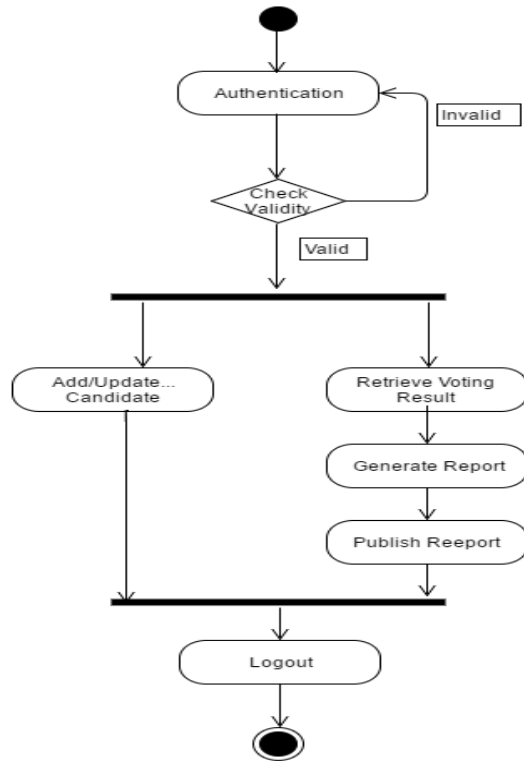 Authentication
Invalid
Check
Validity
Valid
Add/Update...
Candidate
Retrieve Voting
Result
Generate Report
Publish Reeport
Logout